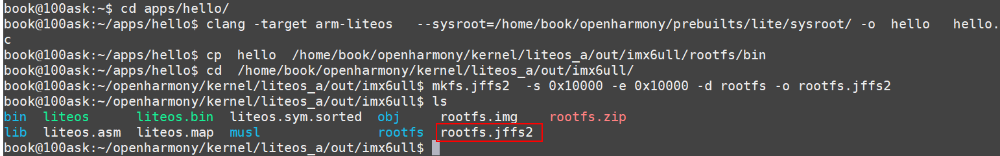 book@100ask:~$ cd apps/hello/
book@100ask:~/apps/hello$ clang -target arm-liteos   --sysroot=/home/book/openharmony/prebuilts/lite/sysroot/ -o  hello   hello.
c
book@100ask:~/apps/hello$ cp  hello  /home/book/openharmony/kernel/liteos_a/out/imx6ull/rootfs/bin
book@100ask:~/apps/hello$ cd  /home/book/openharmony/kernel/liteos_a/out/imx6ull/
book@100ask:~/openharmony/kernel/liteos_a/out/imx6ull$ mkfs.jffs2  -s 0x10000 -e 0x10000 -d rootfs -o rootfs.jffs2
book@100ask:~/openharmony/kernel/liteos_a/out/imx6ull$ ls
bin  liteos      liteos.bin  liteos.sym.sorted  obj     rootfs.img    rootfs.zip
lib  liteos.asm  liteos.map  musl               rootfs  rootfs.jffs2
book@100ask:~/openharmony/kernel/liteos_a/out/imx6ull$